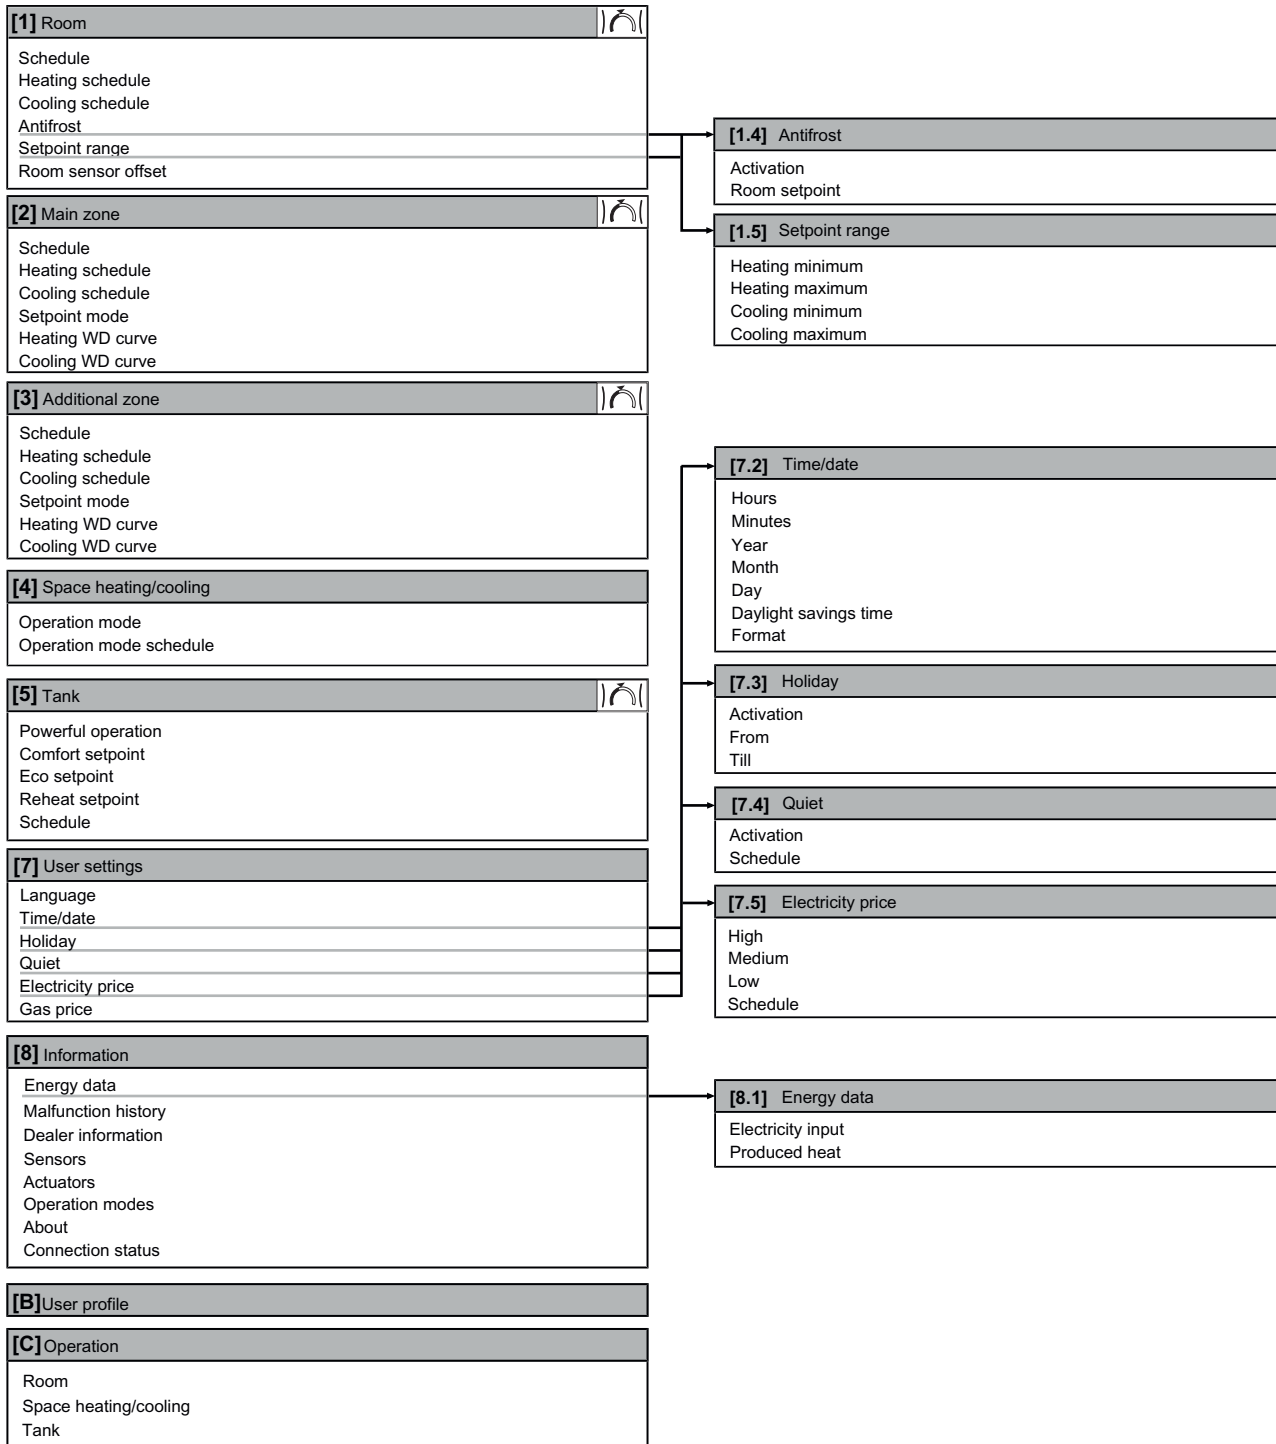 [1] Room
Schedule
Heating schedule
Cooling schedule
Antifrost
Setpoint range
Room sensor offset
[1.4] Antifrost
Activation
Room setpoint
[1.5] Setpoint range
Heating minimum
Heating maximum
Cooling minimum
Cooling maximum
[2] Main zone
Schedule
Heating schedule
Cooling schedule
Setpoint mode
Heating WD curve
Cooling WD curve
[3] Additional zone
Schedule
Heating schedule
Cooling schedule
Setpoint mode
Heating WD curve
Cooling WD curve
[4] Space heating/cooling
Operation mode
Operation mode schedule
[5] Tank
Powerful operation
Comfort setpoint
Eco setpoint
Reheat setpoint
Schedule
[7] User settings
Language
Time/date
Holiday
Quiet
Electricity price
Gas price
[7.2] Time/date
Hours
Minutes
Year
Month
Day
Daylight savings time
Format
[7.3] Holiday
Activation
From
Till
[7.4] Quiet
Activation
Schedule
[7.5] Electricity price
High
Medium
Low
Schedule
[8] Information
Energy data
Malfunction history
Dealer information
Sensors
Actuators
Operation modes
About
Connection status
[8.1] Energy data
Electricity input
Produced heat
[B] User profile
[C] Operation
Room
Space heating/cooling
Tank